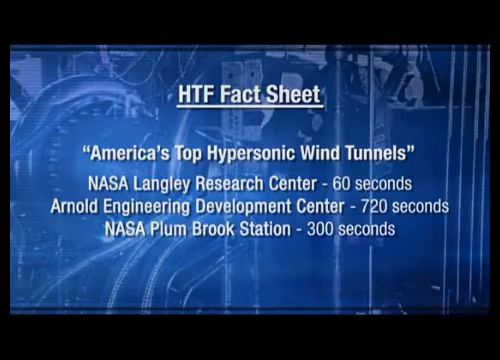 HTF Fact Sheet
“America’s Top Hypersonic Wind Tunnels”
NASA Langley Research Center - 60 seconds
Arnold Engineering Development Center - 720 seconds
NASA Plum Brook Station - 300 seconds